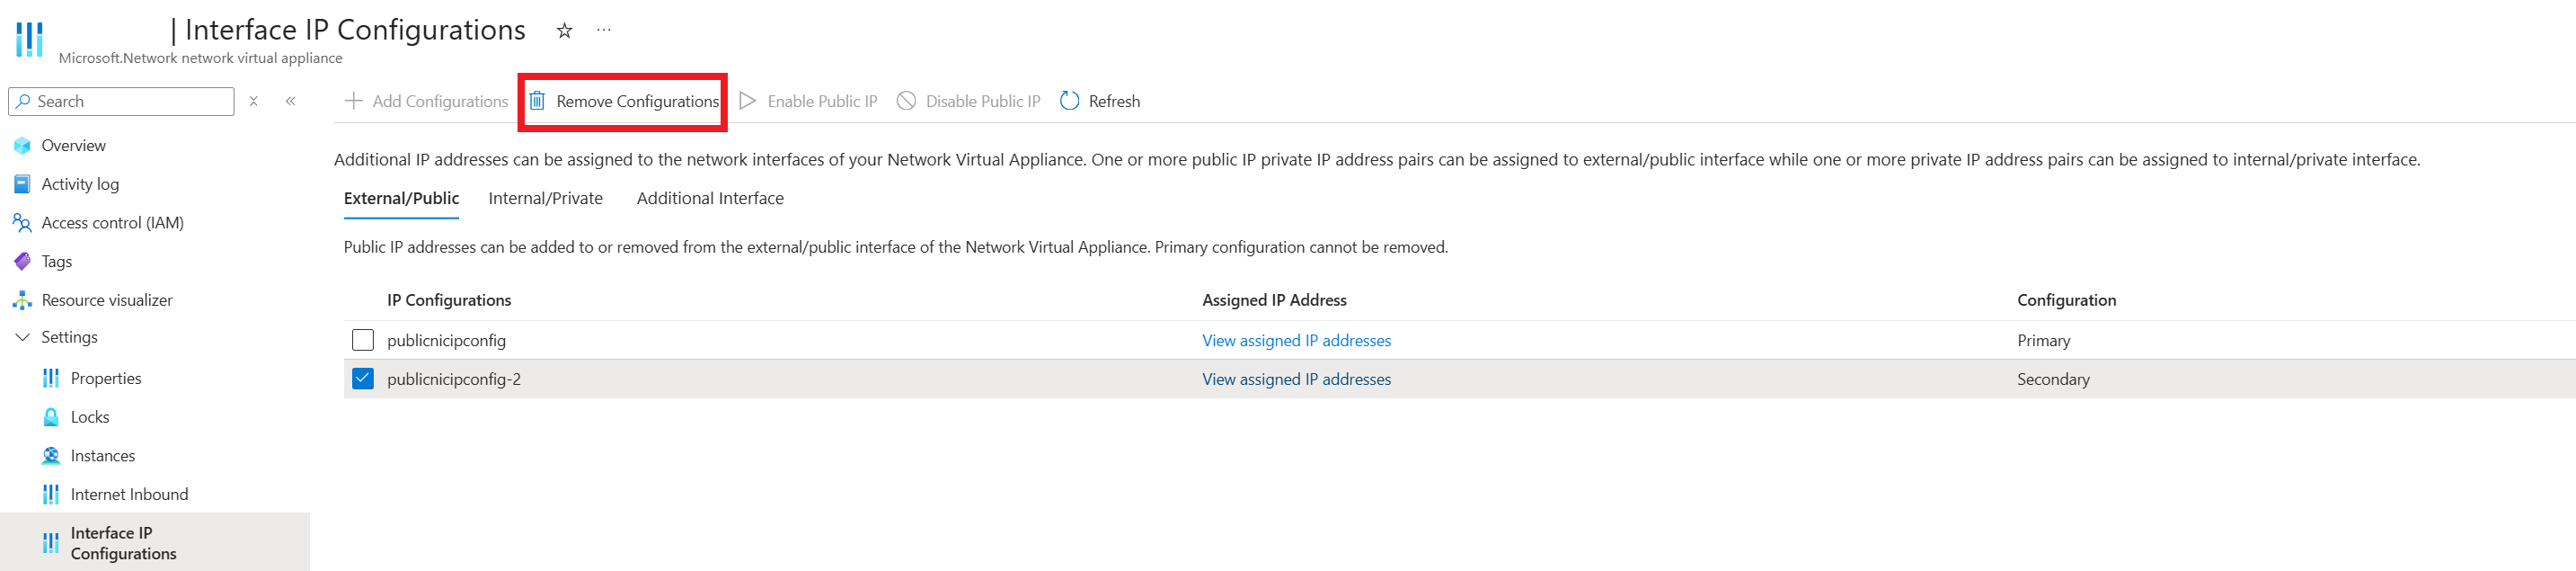 | Interface IP Configurations
Microsoft.Network network virtual appliance
Search
Add Configurations Remove Configurations Enable Public IP Disable Public IP Refresh
Overview
Activity log
Access control (IAM)
Tags
Resource visualizer
Settings
Properties
Locks
Instances
Internet Inbound
Interface IP
Configurations
Additional IP addresses can be assigned to the network interfaces of your Network Virtual Appliance. One or more public IP private IP address pairs can be assigned to external/public interface while one or more private IP address pairs can be assigned to internal/private interface.
External/Public Internal/Private Additional Interface
Public IP addresses can be added to or removed from the external/public interface of the Network Virtual Appliance. Primary configuration cannot be removed.
IP Configurations Assigned IP Address Configuration
publicnicipconfig View assigned IP addresses Primary
publicnicipconfig-2 View assigned IP addresses Secondary